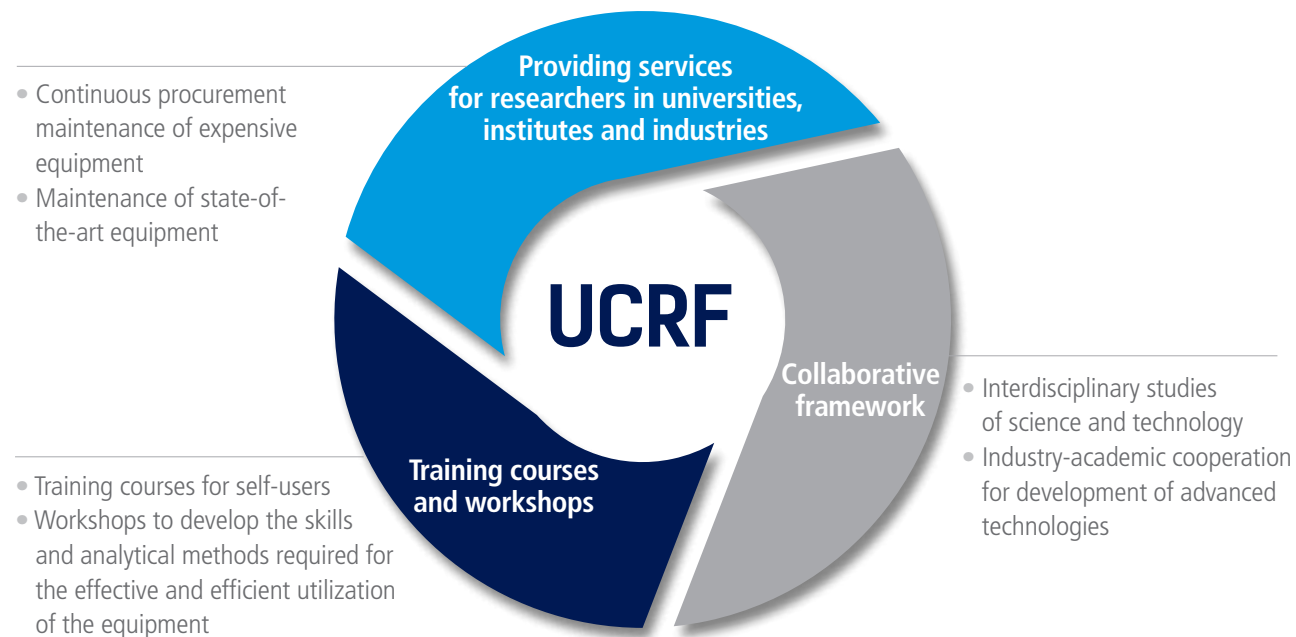 Providing services
for researchers in universities,
institutes and industries
• Continuous procurement
maintenance of expensive
equipment
• Maintenance of state-of-
the-art equipment
UCRF
Collaborative
framework
• Interdisciplinary studies
of science and technology
• Industry-academic cooperation
for development of advanced
technologies
Training courses
and workshops
• Training courses for self-users
• Workshops to develop the skills
and analytical methods required for
the effective and efficient utilization
of the equipment